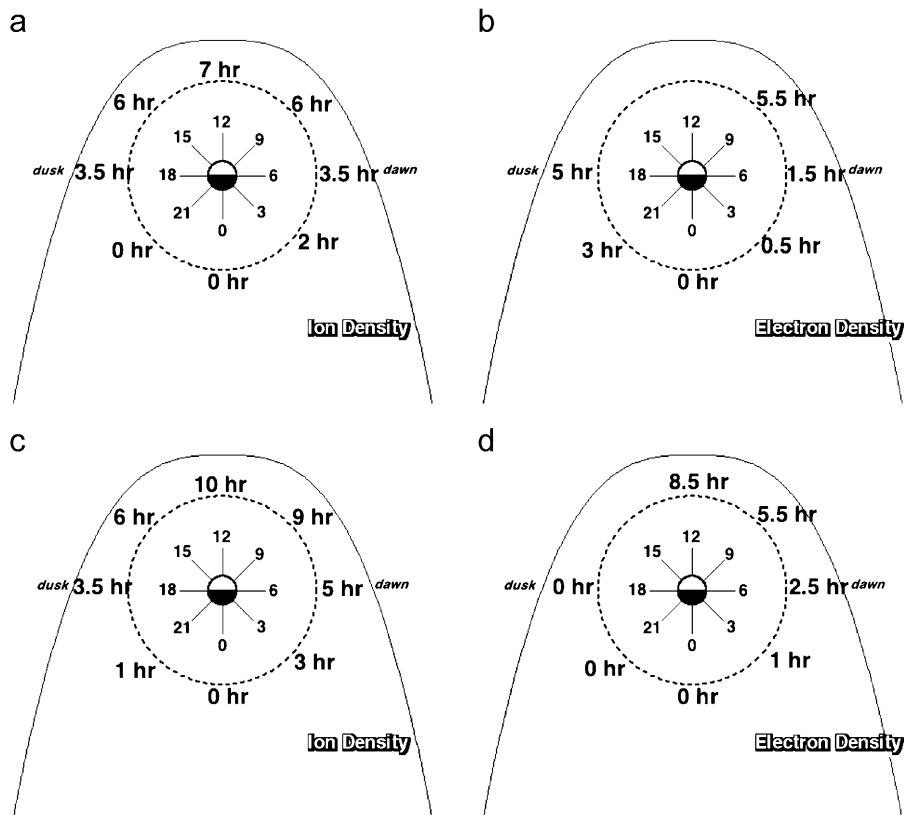 a
7 hr
6 hr 6 hr
12
15 9
dusk 3.5 hr 18 6 3.5 hr dawn
21 3
0
0 hr 2 hr
0 hr
Ion Density
b
5.5 hr
12
15 9
dusk 5 hr 18 6 1.5 hr dawn
21 3
0
3 hr 0.5 hr
0 hr
Electron Density
c
10 hr
6 hr 9 hr
12
15 9
dusk 3.5 hr 18 6 5 hr dawn
21 3
0
1 hr 3 hr
0 hr
Ion Density
d
8.5 hr
5.5 hr
12
15 9
dusk 0 hr 18 6 2.5 hr dawn
21 3
0
0 hr 1 hr
0 hr
Electron Density